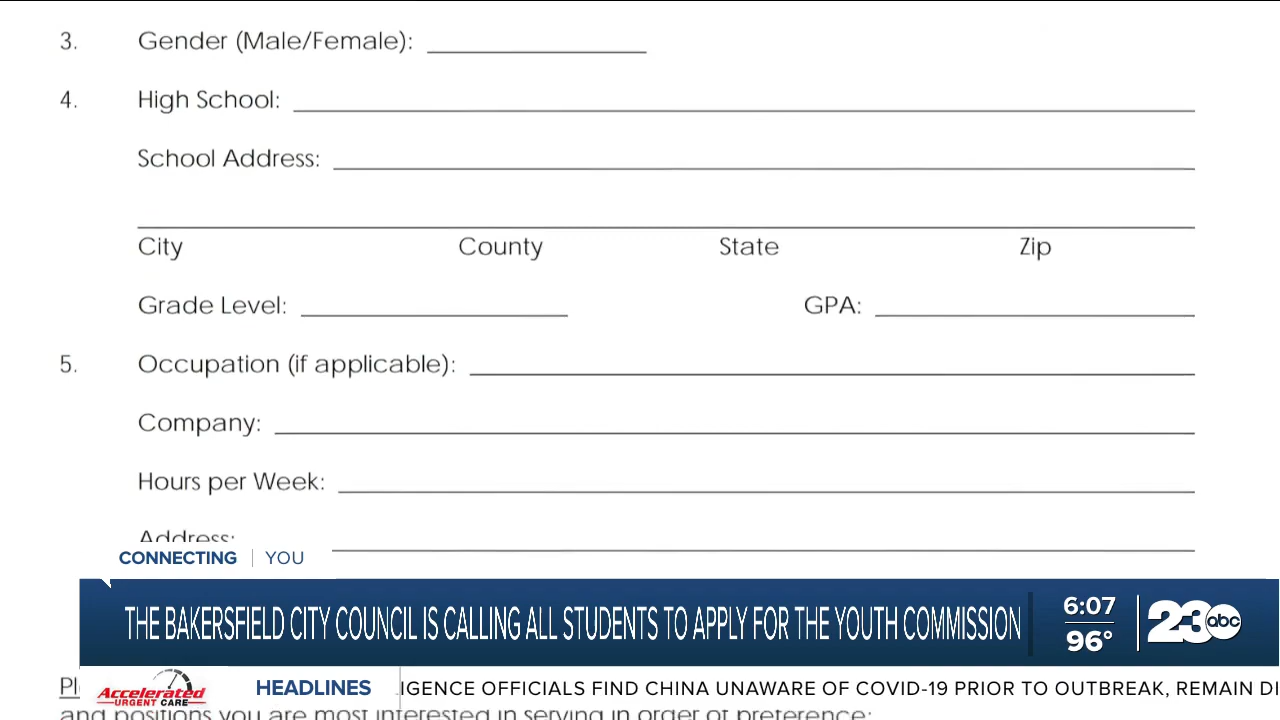 3. Gender (Male/Female):
4. High School:
School Address:
City County State Zip
Grade Level: GPA:
5. Occupation (if applicable):
Company:
Hours per Week:
Address:
CONNECTING | YOU
THE BAKERSFIELD CITY COUNCIL IS CALLING ALL STUDENTS TO APPLY FOR THE YOUTH COMMISSION
6:07
96°
23 abc
Pl
Accelerated
URGENT CARE
HEADLINES
IGENCE OFFICIALS FIND CHINA UNAWARE OF COVID-19 PRIOR TO OUTBREAK, REMAIN DI
and positions you are most interested in serving in order of preference: